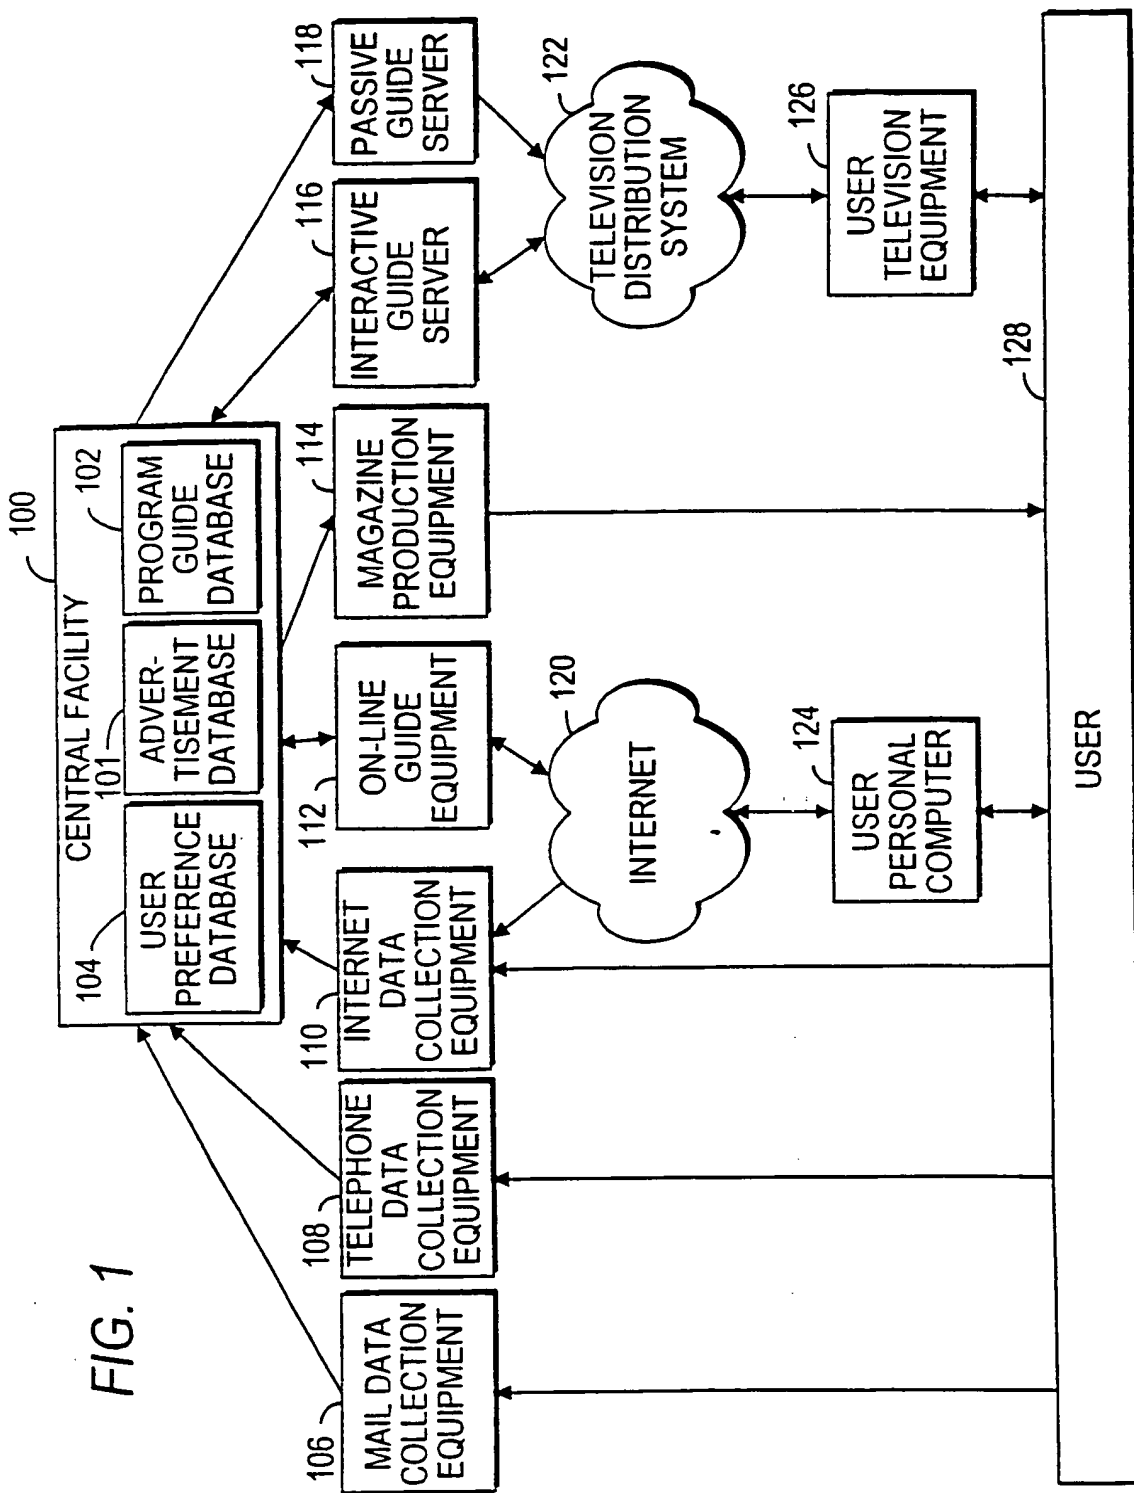 FIG. 1
100
CENTRAL FACILITY
104
USER
PREFERENCE
DATABASE
101
ADVER-
TISEMENT
DATABASE
102
PROGRAM
GUIDE
DATABASE
106
MAIL DATA
COLLECTION
EQUIPMENT
108
TELEPHONE
DATA
COLLECTION
EQUIPMENT
110
INTERNET
DATA
COLLECTION
EQUIPMENT
112
ON-LINE
GUIDE
EQUIPMENT
114
MAGAZINE
PRODUCTION
EQUIPMENT
116
INTERACTIVE
GUIDE
SERVER
118
PASSIVE
GUIDE
SERVER
120
INTERNET
122
TELEVISION
DISTRIBUTION
SYSTEM
124
USER
PERSONAL
COMPUTER
126
USER
TELEVISION
EQUIPMENT
128
USER